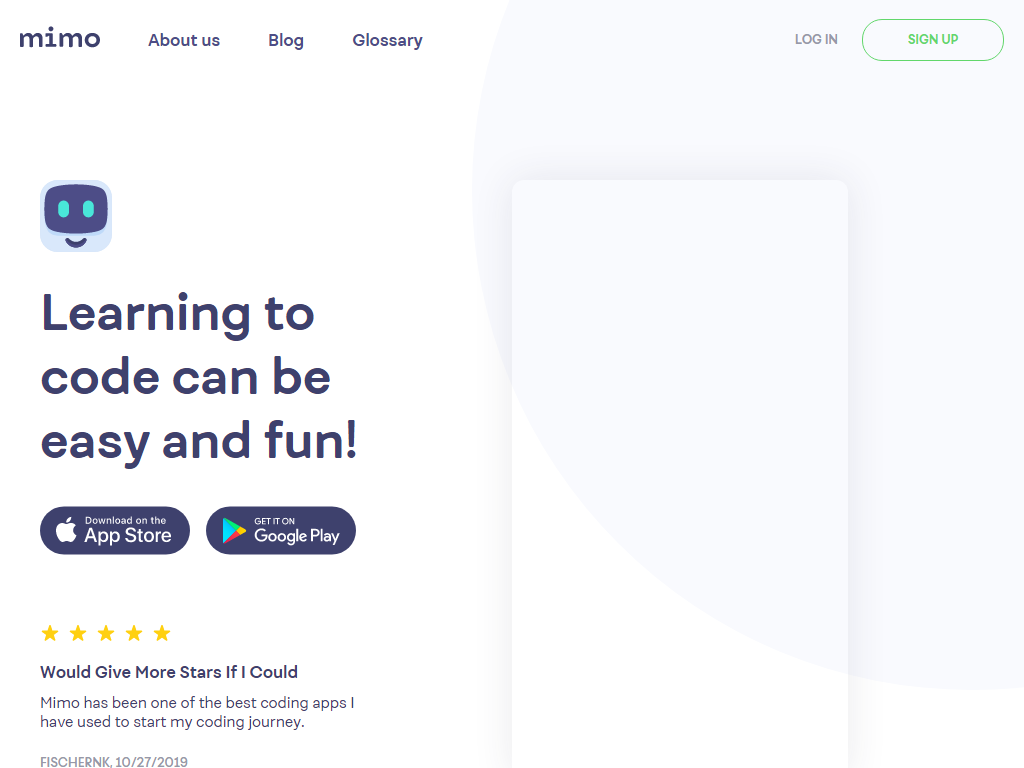 mimo
About us
Blog
Glossary
LOG IN
SIGN UP
Learning to
code can be
easy and fun!
Download on the
App Store
GET IT ON
Google Play
Would Give More Stars If I Could
Mimo has been one of the best coding apps I
have used to start my coding journey.
FISCHERNK, 10/27/2019